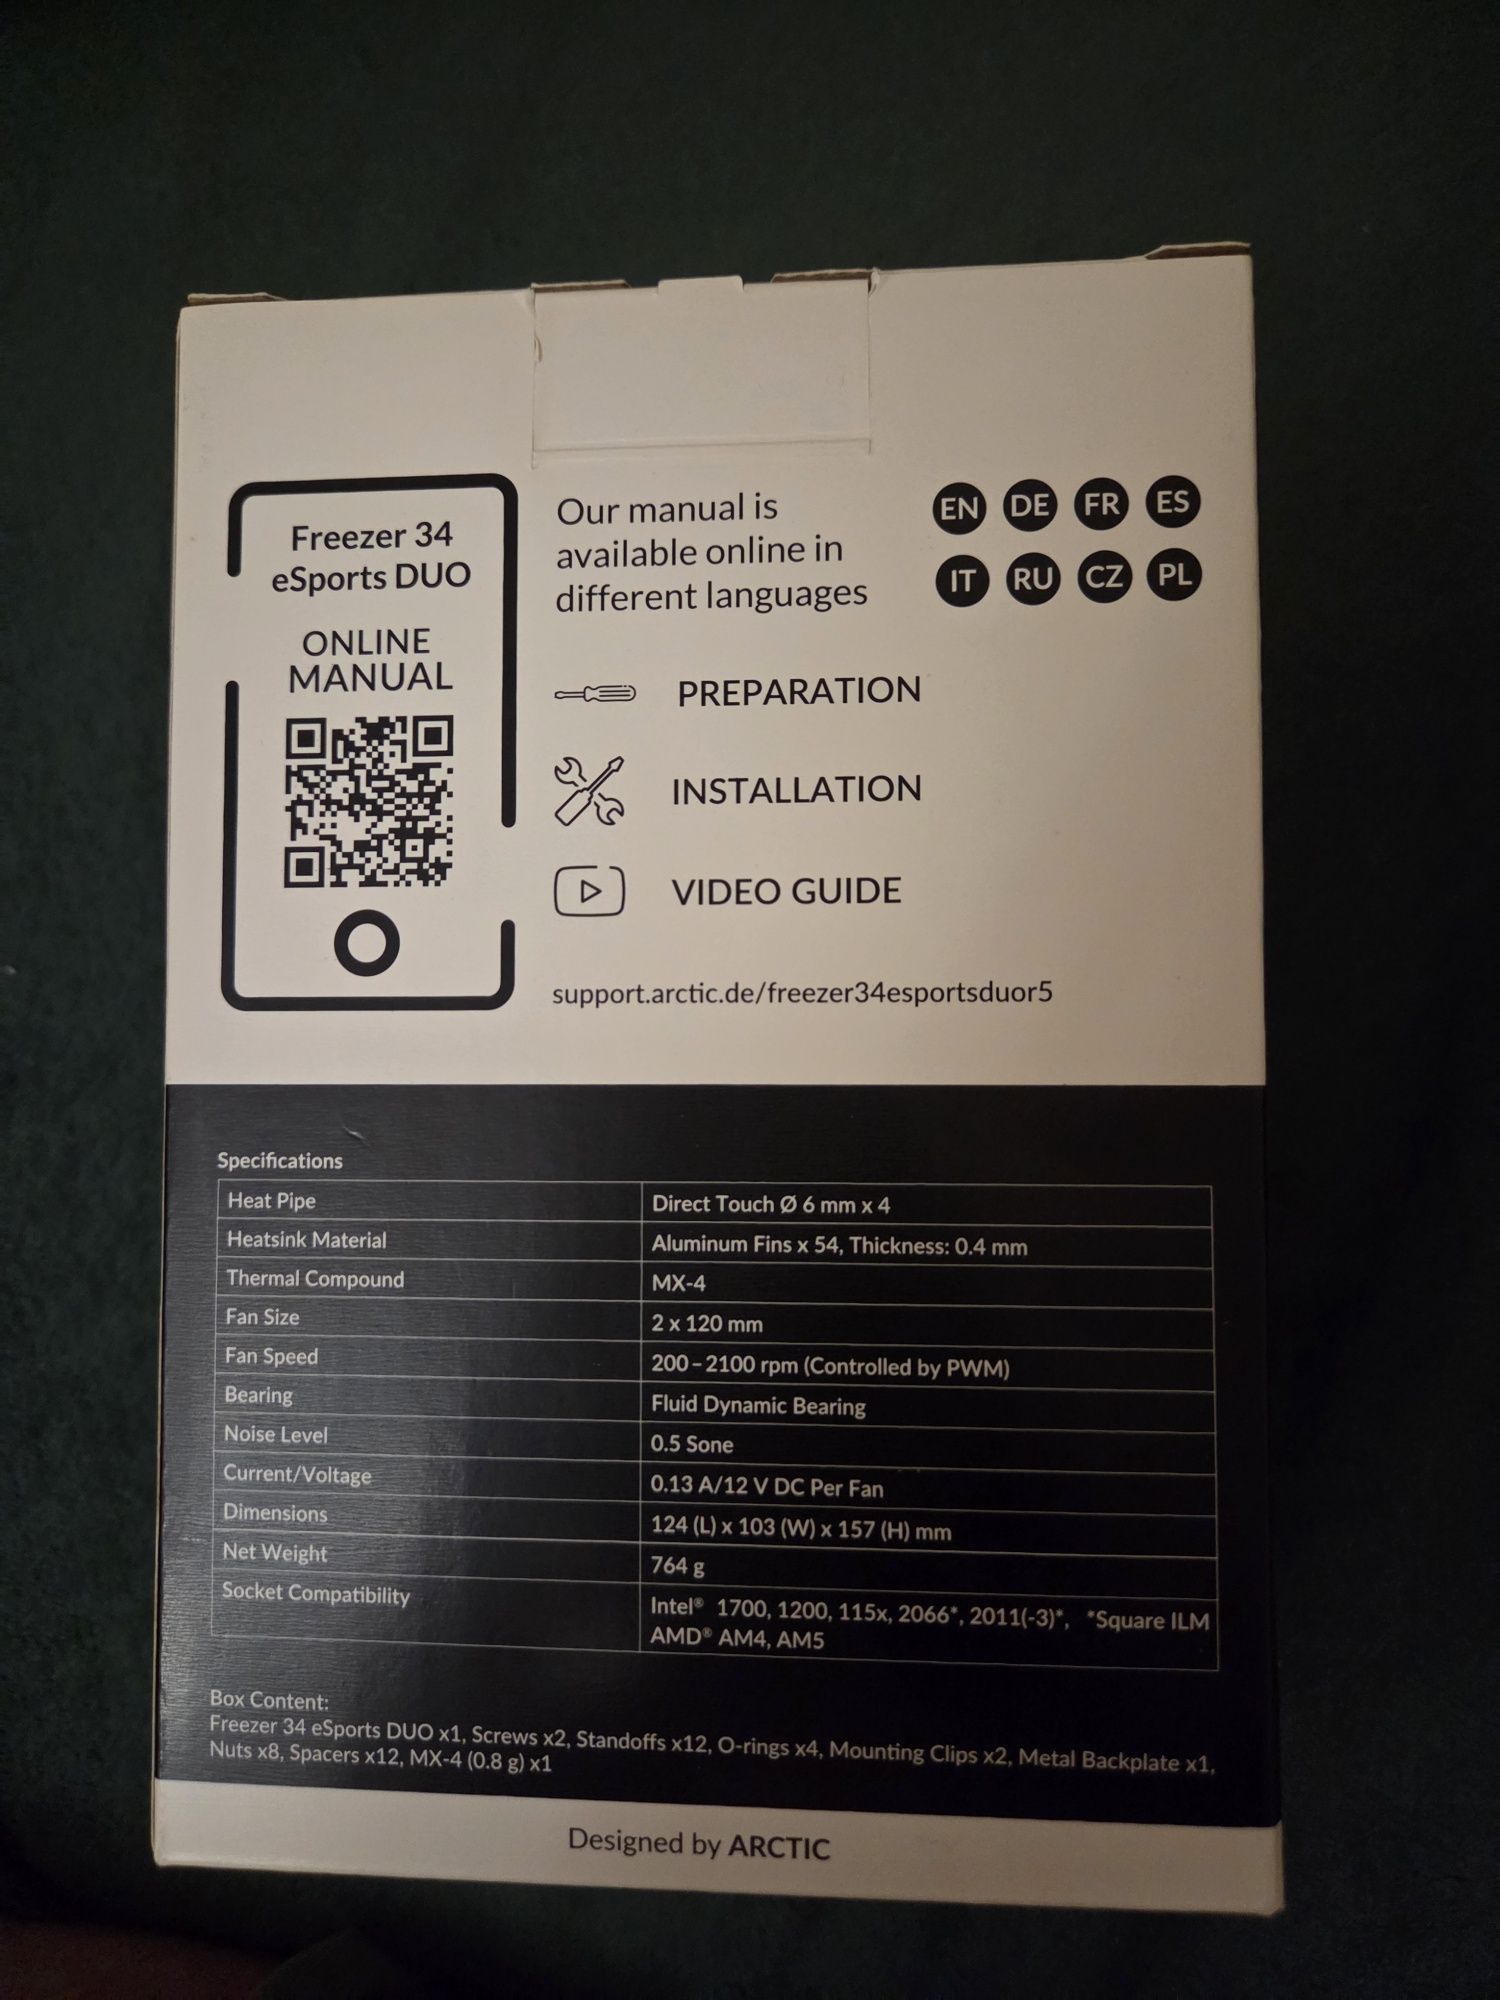 Freezer 34
eSports DUO
ONLINE
MANUAL
Our manual is
available online in
different languages
EN DE FR ES
IT RU CZ PL
PREPARATION
INSTALLATION
VIDEO GUIDE
support.arctic.de/freezer34esportsduor5
Specifications
Heat Pipe Direct Touch Ø 6 mm x 4
Heatsink Material Aluminum Fins x 54, Thickness: 0.4 mm
Thermal Compound MX-4
Fan Size 2 x 120 mm
Fan Speed 200 – 2100 rpm (Controlled by PWM)
Bearing Fluid Dynamic Bearing
Noise Level 0.5 Sone
Current/Voltage 0.13 A/12 V DC Per Fan
Dimensions 124 (L) x 103 (W) x 157 (H) mm
Net Weight 764 g
Socket Compatibility Intel® 1700, 1200, 115x, 2066*, 2011(-3)*, *Square ILM
AMD® AM4, AM5
Box Content:
Freezer 34 eSports DUO x1, Screws x2, Standoffs x12, O-rings x4, Mounting Clips x2, Metal Backplate x1,
Nuts x8, Spacers x12, MX-4 (0.8 g) x1
Designed by ARCTIC